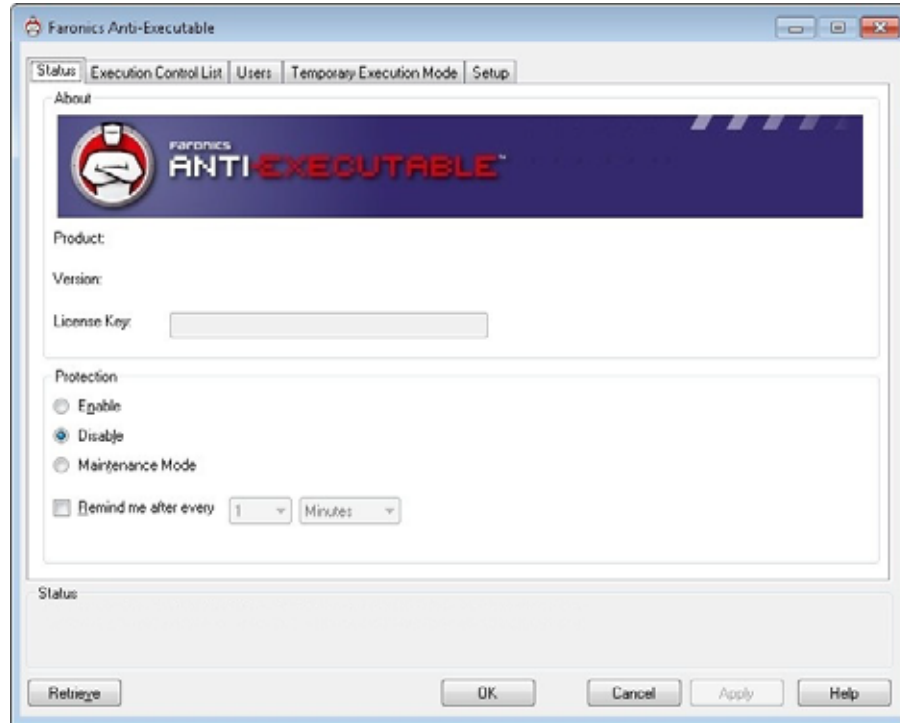 Faronics Anti-Executable
Status Execution Control List Users Temporary Execution Mode Setup
About
FARONICS
ANTI-EXECUTABLE™
Product:
Version:
License Key:
Protection
Enable
Disable
Maintenance Mode
Remind me after every 1 Minutes
Status
Retrieve OK Cancel Apply Help